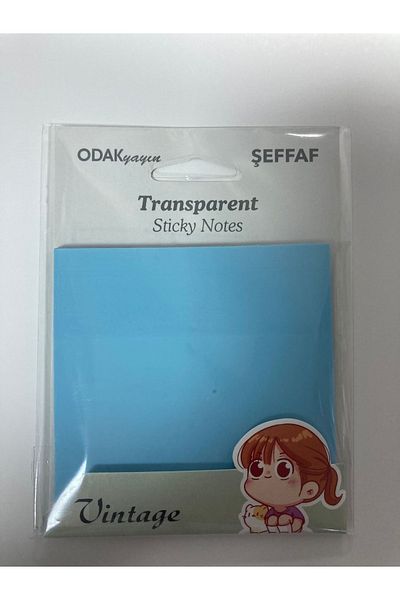 ODAKyayın ŞEFFAF
Transparent
Sticky Notes
Vintage